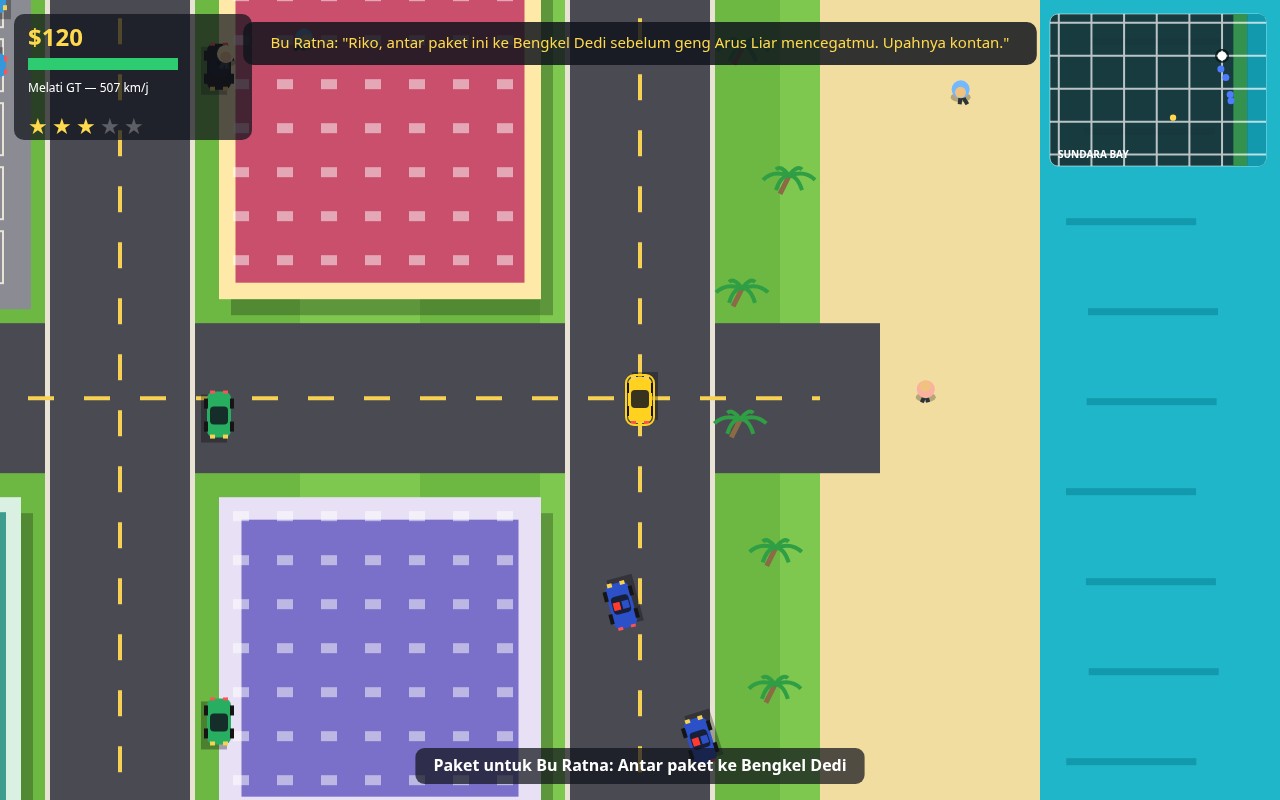 $120
Melati GT — 507 km/j
★★★★★
Bu Ratna: "Riko, antar paket ini ke Bengkel Dedi sebelum geng Arus Liar mencegatmu. Upahnya kontan."
SUNDARA BAY
Paket untuk Bu Ratna: Antar paket ke Bengkel Dedi